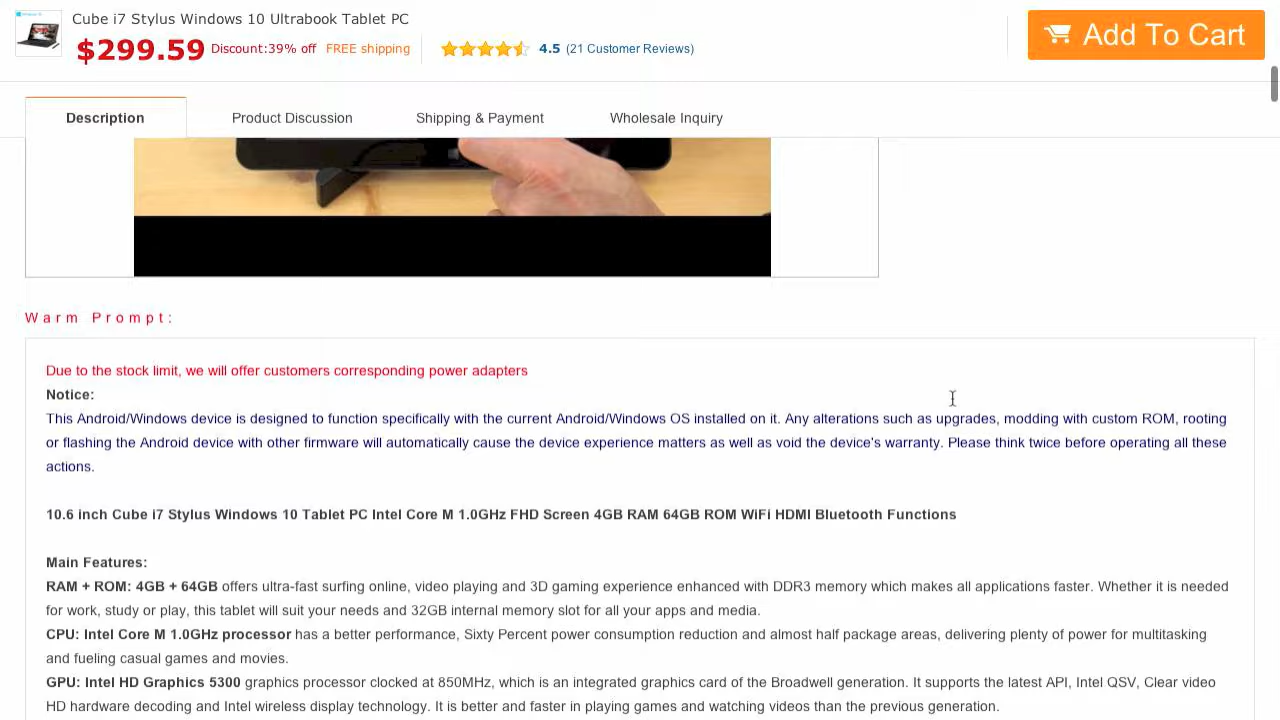 Cube i7 Stylus Windows 10 Ultrabook Tablet PC
$299.59 Discount:39% off FREE shipping 4.5 (21 Customer Reviews)
Add To Cart
Description Product Discussion Shipping & Payment Wholesale Inquiry
Warm Prompt:
Due to the stock limit, we will offer customers corresponding power adapters
Notice:
This Android/Windows device is designed to function specifically with the current Android/Windows OS installed on it. Any alterations such as upgrades, modding with custom ROM, rooting
or flashing the Android device with other firmware will automatically cause the device experience matters as well as void the device's warranty. Please think twice before operating all these
actions.
10.6 inch Cube i7 Stylus Windows 10 Tablet PC Intel Core M 1.0GHz FHD Screen 4GB RAM 64GB ROM WiFi HDMI Bluetooth Functions
Main Features:
RAM + ROM: 4GB + 64GB offers ultra-fast surfing online, video playing and 3D gaming experience enhanced with DDR3 memory which makes all applications faster. Whether it is needed
for work, study or play, this tablet will suit your needs and 32GB internal memory slot for all your apps and media.
CPU: Intel Core M 1.0GHz processor has a better performance, Sixty Percent power consumption reduction and almost half package areas, delivering plenty of power for multitasking
and fueling casual games and movies.
GPU: Intel HD Graphics 5300 graphics processor clocked at 850MHz, which is an integrated graphics card of the Broadwell generation. It supports the latest API, Intel QSV, Clear video
HD hardware decoding and Intel wireless display technology. It is better and faster in playing games and watching videos than the previous generation.